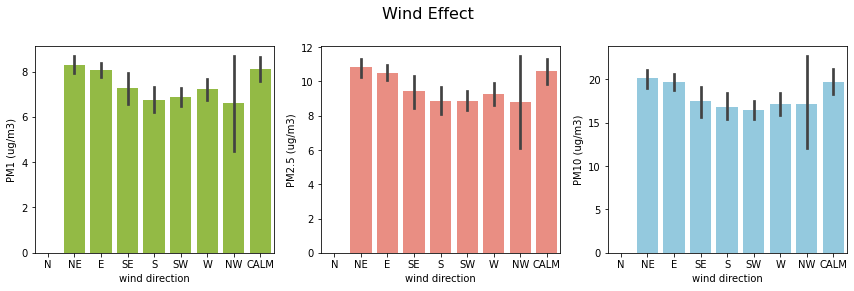 Wind Effect
PM1 (ug/m3)
8
6
4
2
0
N NE E SE S SW W NW CALM
wind direction
PM2.5 (ug/m3)
12
10
8
6
4
2
0
N NE E SE S SW W NW CALM
wind direction
PM10 (ug/m3)
20
15
10
5
0
N NE E SE S SW W NW CALM
wind direction